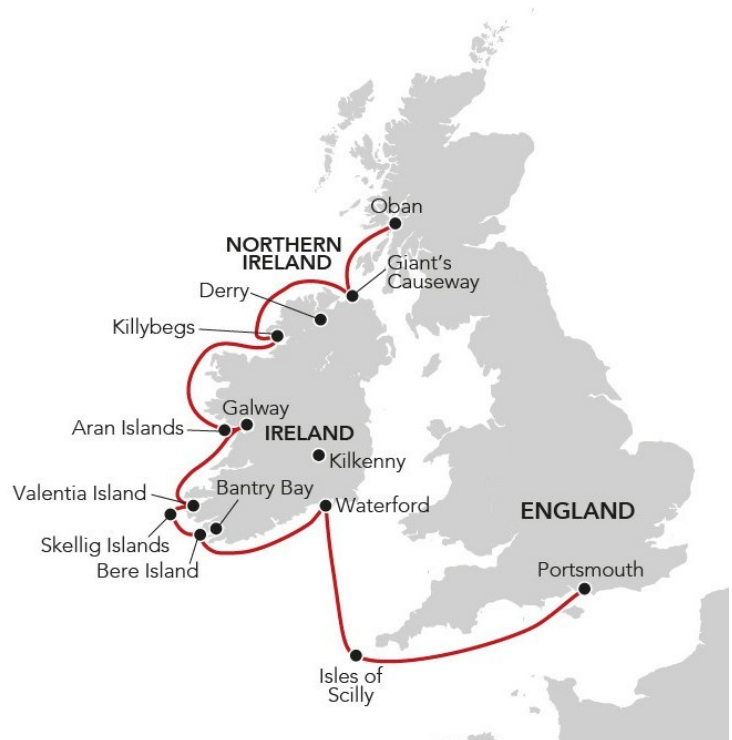 Oban
NORTHERN
IRELAND
Giant's
Causeway
Derry
Killybegs
Galway
Aran Islands
IRELAND
Kilkenny
Valentia Island
Bantry Bay
Waterford
ENGLAND
Skellig Islands
Bere Island
Portsmouth
Isles of
Scilly